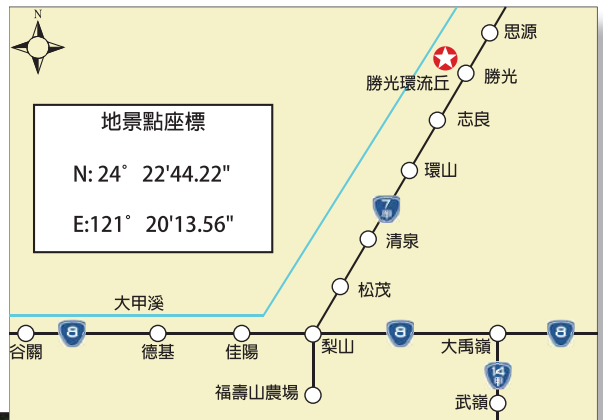 N
思源
勝光環流丘
勝光
地景點座標
志良
N: 24° 22'44.22"
環山
7
甲
E:121° 20'13.56"
清泉
松茂
大甲溪
8
8
8
谷關
德基
佳陽
梨山
大禹嶺
14
甲
福壽山農場
武嶺